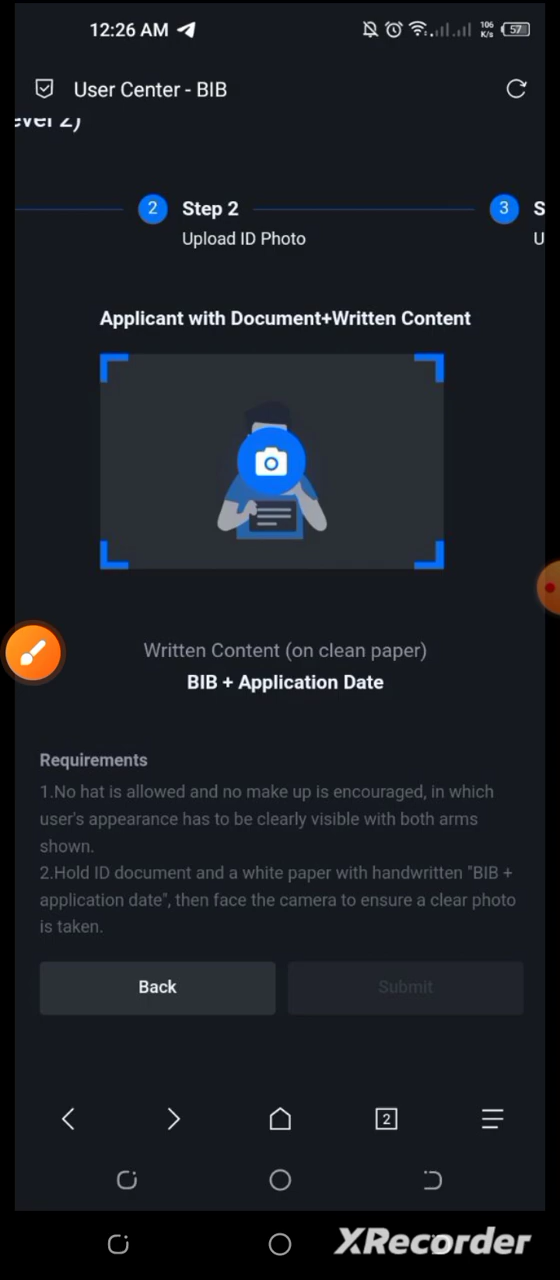 12:26 AM
106
K/s
57
User Center - BIB
evel 2)
2 Step 2
3 S
Upload ID Photo
U
Applicant with Document+Written Content
Written Content (on clean paper)
BIB + Application Date
Requirements
1.No hat is allowed and no make up is encouraged, in which
user's appearance has to be clearly visible with both arms
shown.
2.Hold ID document and a white paper with handwritten "BIB +
application date", then face the camera to ensure a clear photo
is taken.
Back
Submit
2
XRecorder